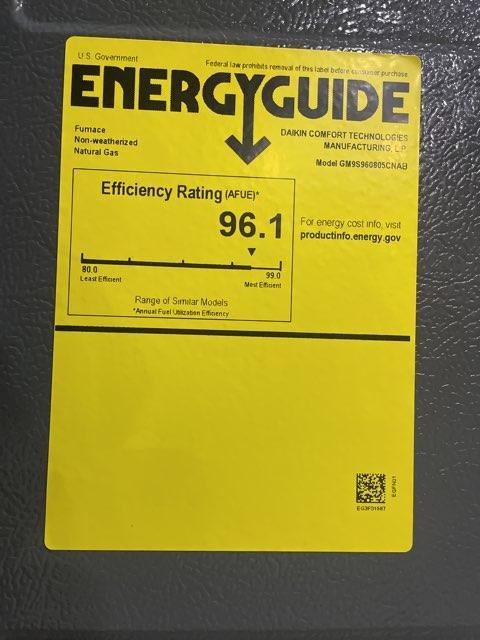 U.S. Government
Federal law prohibits removal of this label before consumer purchase.
ENERGYGUIDE
Furnace
Non-weatherized
Natural Gas
DAIKIN COMFORT TECHNOLOGIES
MANUFACTURING, L.P.
Model GM9S960805CNAB
Efficiency Rating (AFUE)*
96.1
80.0
99.0
Least Efficient
Most Efficient
Range of Similar Models
*Annual Fuel Utilization Efficiency
For energy cost info, visit
productinfo.energy.gov
EGFN21